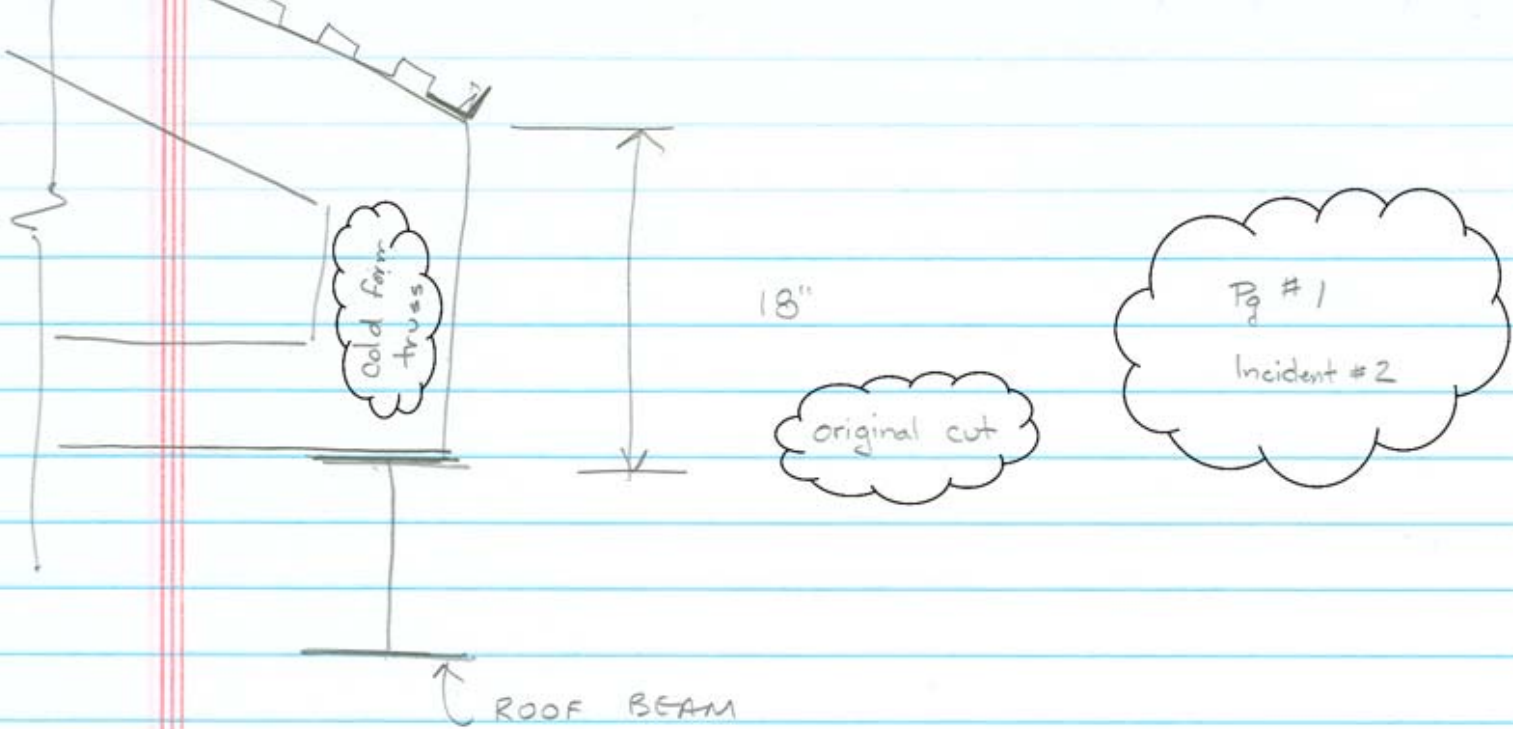 cold form
truss
18"
original cut
Pg #1
Incident #2
ROOF BEAM